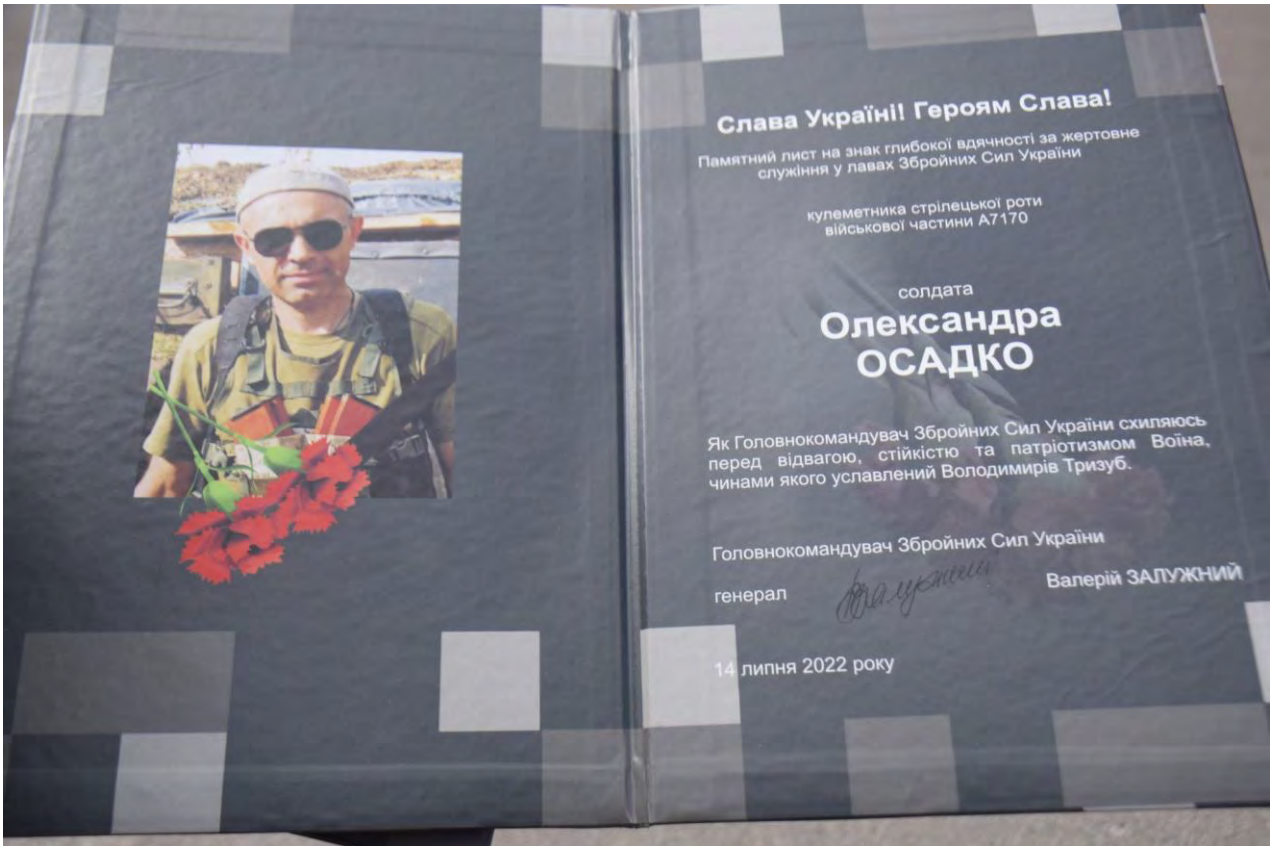 Слава Україні! Героям Слава!
Памятний лист на знак глибокої вдячності за жертовне
служіння у лавах Збройних Сил України
кулеметника стрілецької роти
військової частини А7170
солдата
Олександра
ОСАДКО
Як Головнокомандувач Збройних Сил України схиляюсь
перед відвагою, стійкістю та патріотизмом Воїна,
чинами якого уславлений Володимирів Тризуб.
Головнокомандувач Збройних Сил України
генерал Валерій ЗАЛУЖНИЙ
14 липня 2022 року